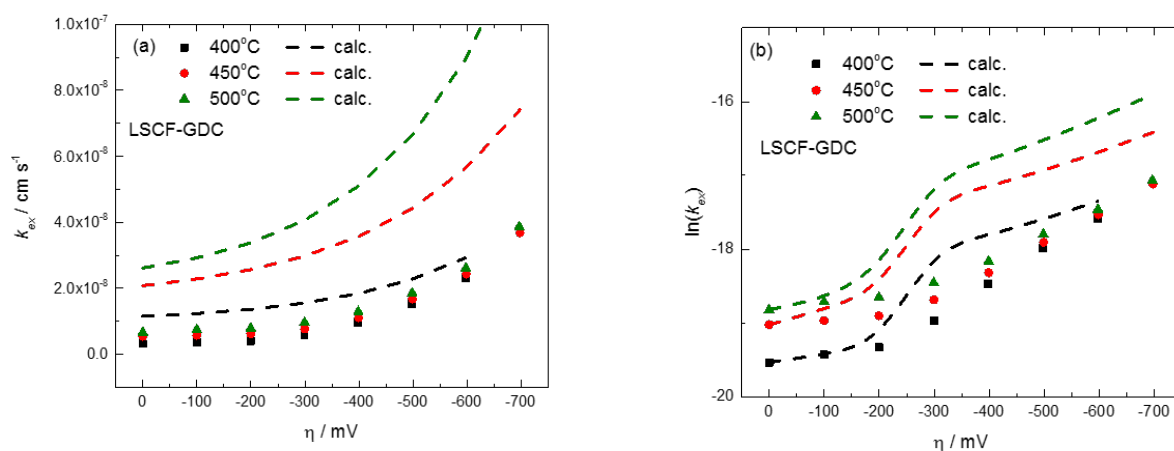 (a)
400°C
calc.
450°C
calc.
500°C
calc.
LSCF-GDC
1.0x10⁻⁷
8.0x10⁻⁸
6.0x10⁻⁸
4.0x10⁻⁸
2.0x10⁻⁸
0.0
k_ex / cm s⁻¹
0 -100 -200 -300 -400 -500 -600 -700
η / mV
(b)
400°C
calc.
450°C
calc.
500°C
calc.
LSCF-GDC
-16
-18
-20
ln(k_ex)
0 -100 -200 -300 -400 -500 -600 -700
η / mV